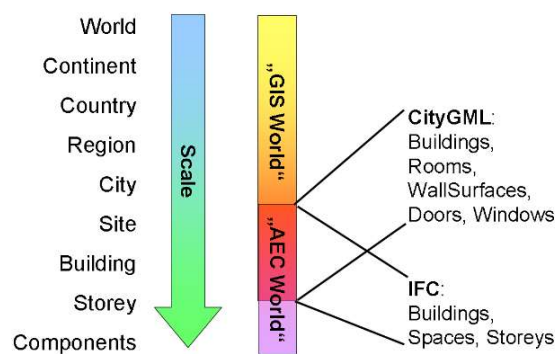 World
Continent
Country
Region
City
Site
Building
Storey
Components
Scale
„GIS World“
„AEC World“
CityGML:
Buildings,
Rooms,
WallSurfaces,
Doors, Windows
IFC:
Buildings,
Spaces, Storeys